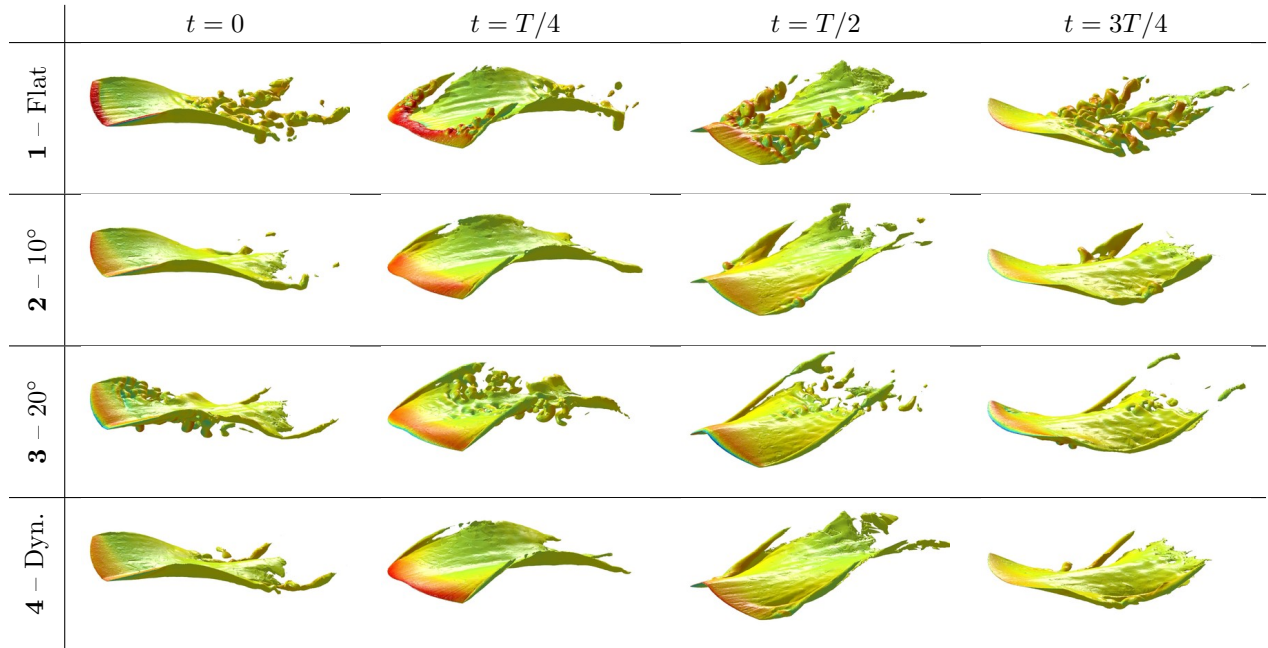 t = 0 t = T/4 t = T/2 t = 3T/4
1 – Flat
2 – 10°
3 – 20°
4 – Dyn.